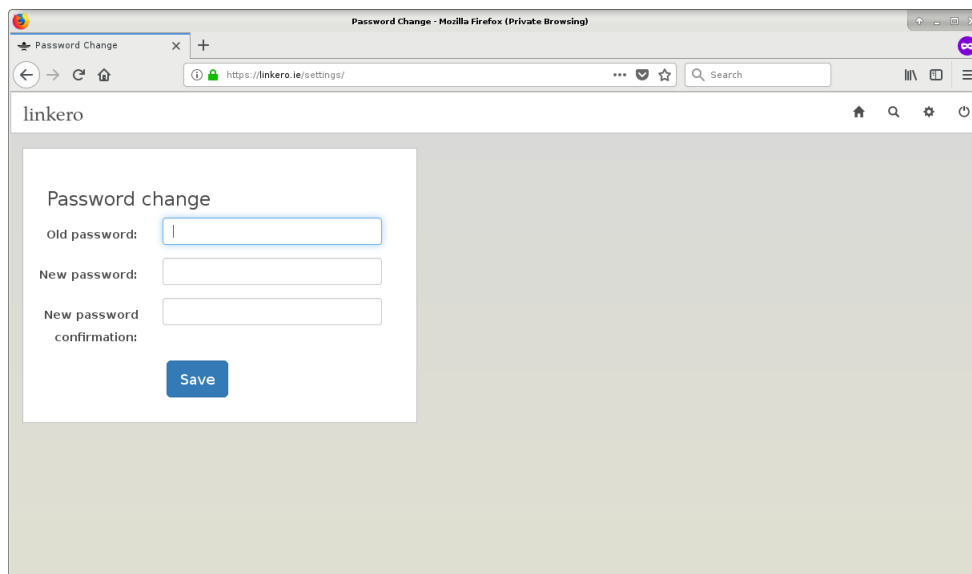 Password Change - Mozilla Firefox (Private Browsing)
Password Change
https://linkero.ie/settings/
Search
linkero
Password change
Old password:
New password:
New password
confirmation:
Save